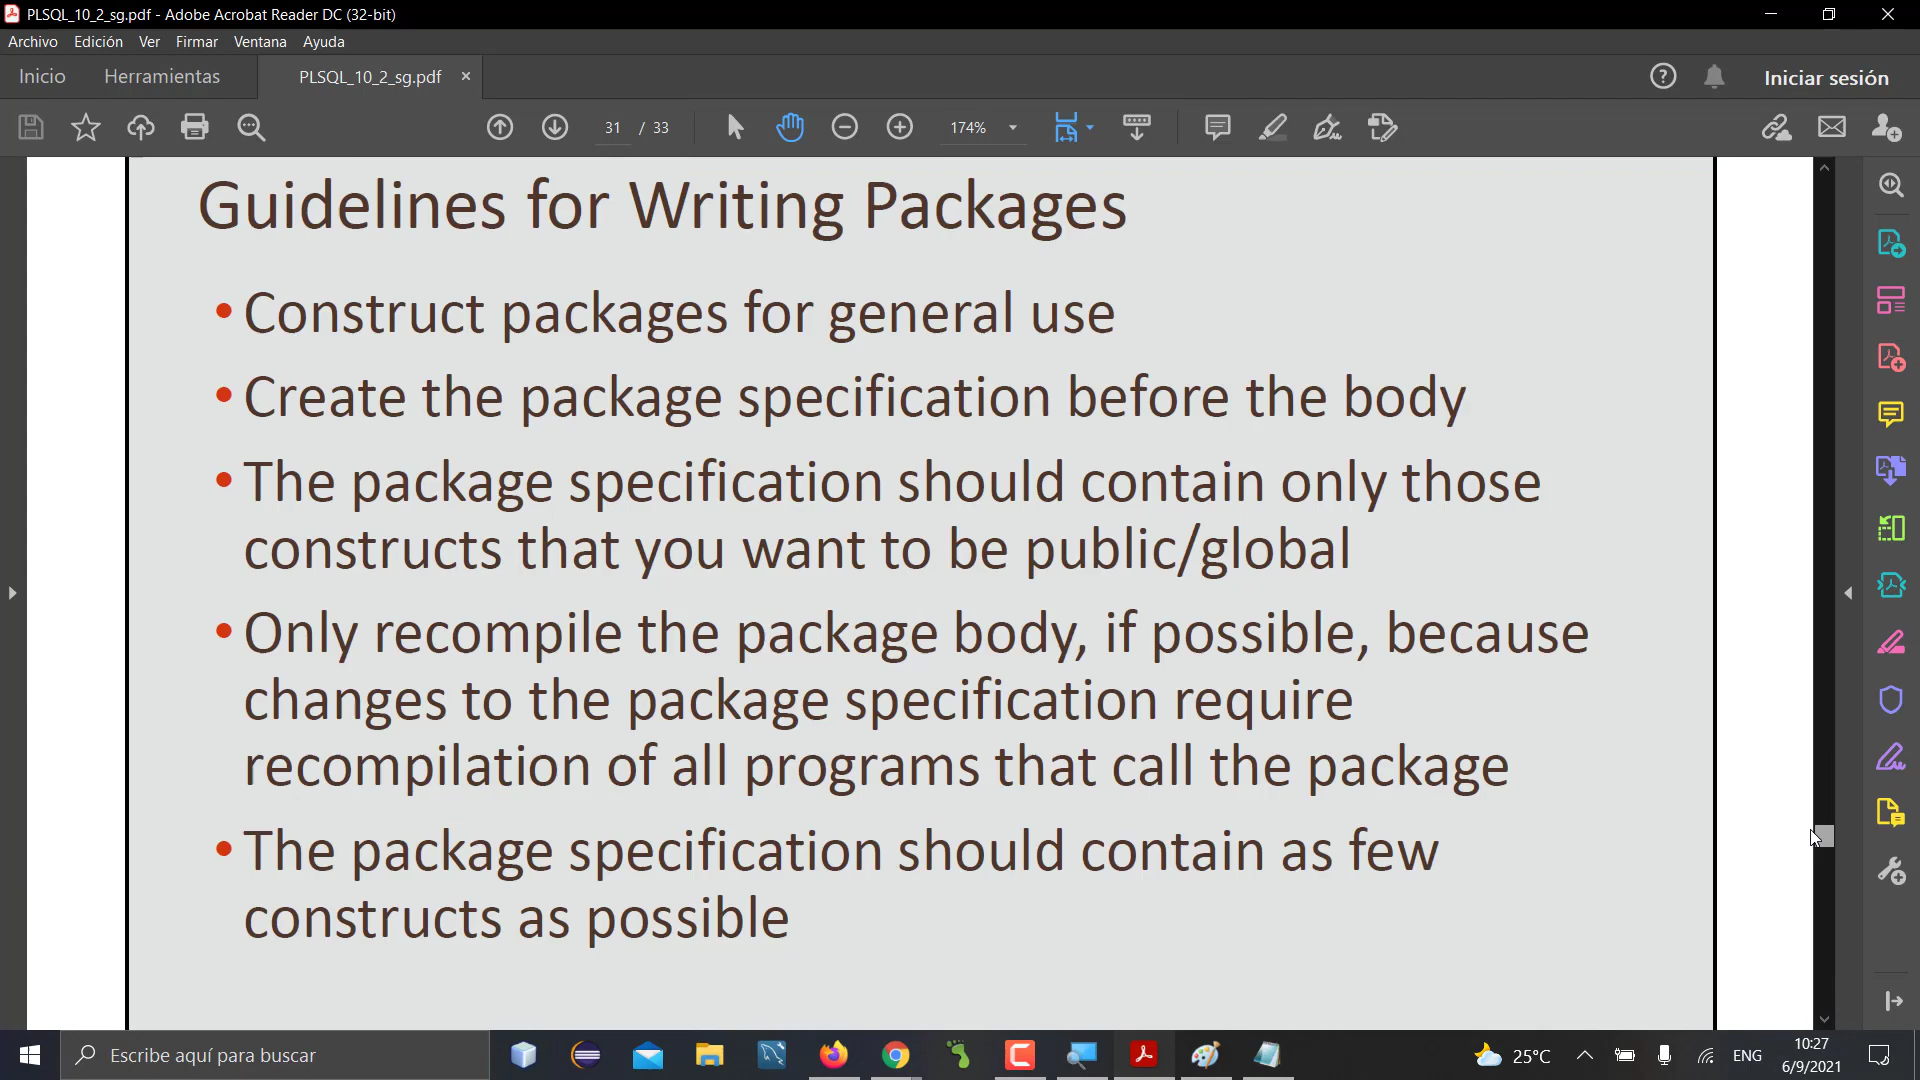 PLSQL_10_2_sg.pdf - Adobe Acrobat Reader DC (32-bit)
Archivo Edición Ver Firmar Ventana Ayuda
Inicio Herramientas PLSQL_10_2_sg.pdf × Iniciar sesión
31 / 33 174%
Guidelines for Writing Packages
• Construct packages for general use
• Create the package specification before the body
• The package specification should contain only those
constructs that you want to be public/global
• Only recompile the package body, if possible, because
changes to the package specification require
recompilation of all programs that call the package
• The package specification should contain as few
constructs as possible
Escribe aquí para buscar
25°C ENG 10:27
6/9/2021